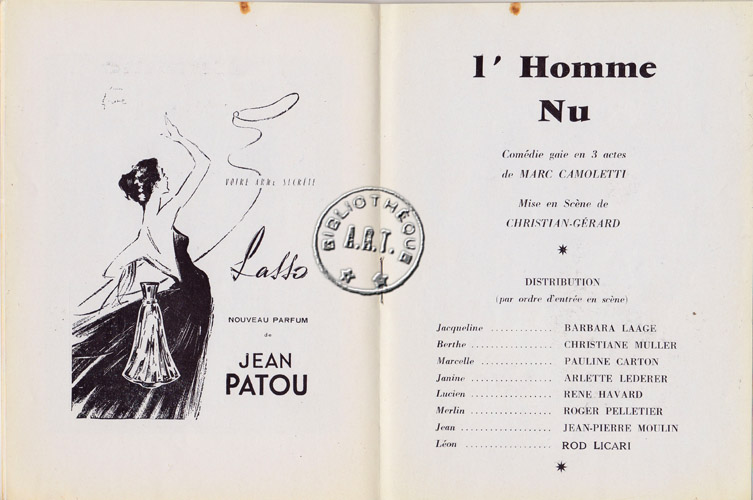 VOTRE ARME SECRÈTE
Lasso
NOUVEAU PARFUM
de
JEAN
PATOU
BIBLIOTHÈQUE
A.R.T.
l' Homme
Nu
Comédie gaie en 3 actes
de MARC CAMOLETTI
Mise en Scène de
CHRISTIAN-GÉRARD
DISTRIBUTION
(par ordre d'entrée en scène)
Jacqueline ............. BARBARA LAÂGE
Berthe .................. CHRISTIANE MULLER
Marcelle ................ PAULINE CARTON
Janine .................. ARLETTE LEDERER
Lucien .................. RENE HAVARD
Merlin .................. ROGER PELLETIER
Jean .................... JEAN-PIERRE MOULIN
Léon .................... ROD LICARI